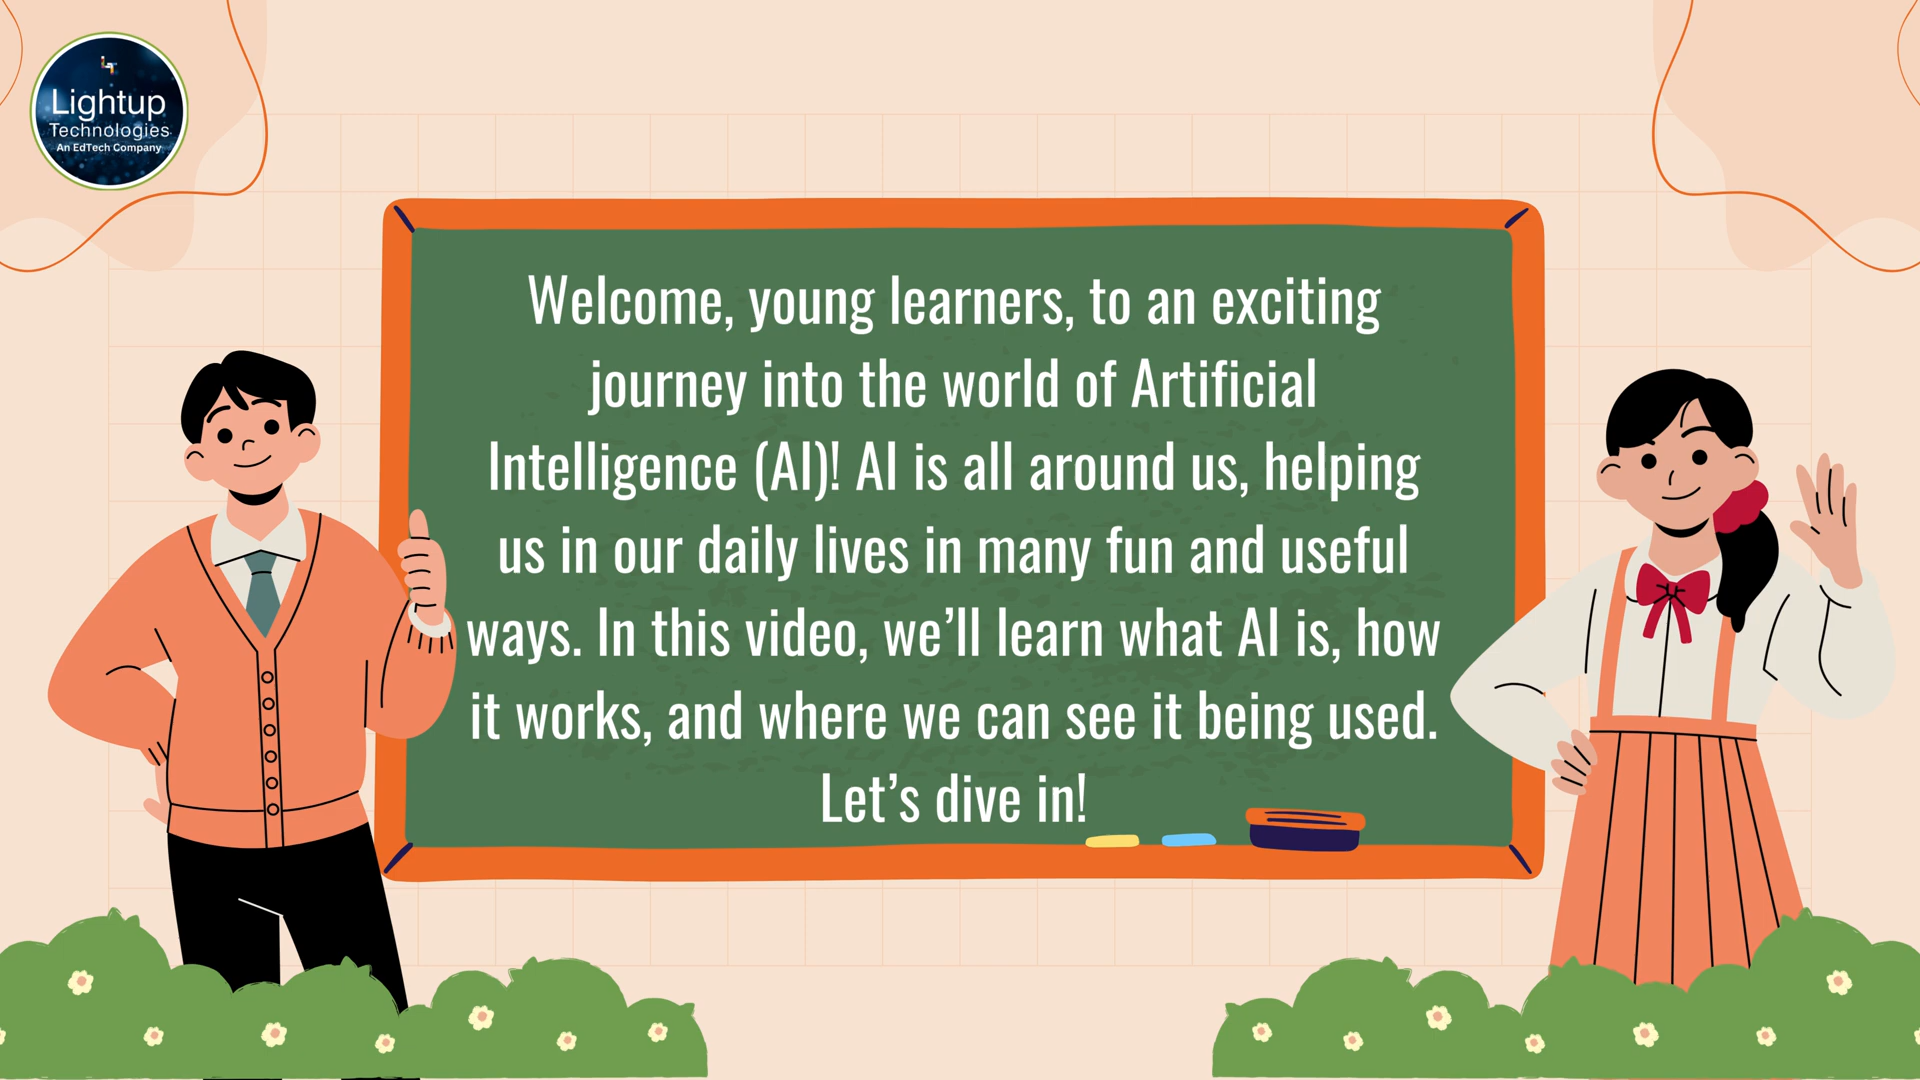 Lightup
Technologies
An EdTech Company
Welcome, young learners, to an exciting
journey into the world of Artificial
Intelligence (AI)! AI is all around us, helping
us in our daily lives in many fun and useful
ways. In this video, we’ll learn what AI is, how
it works, and where we can see it being used.
Let’s dive in!